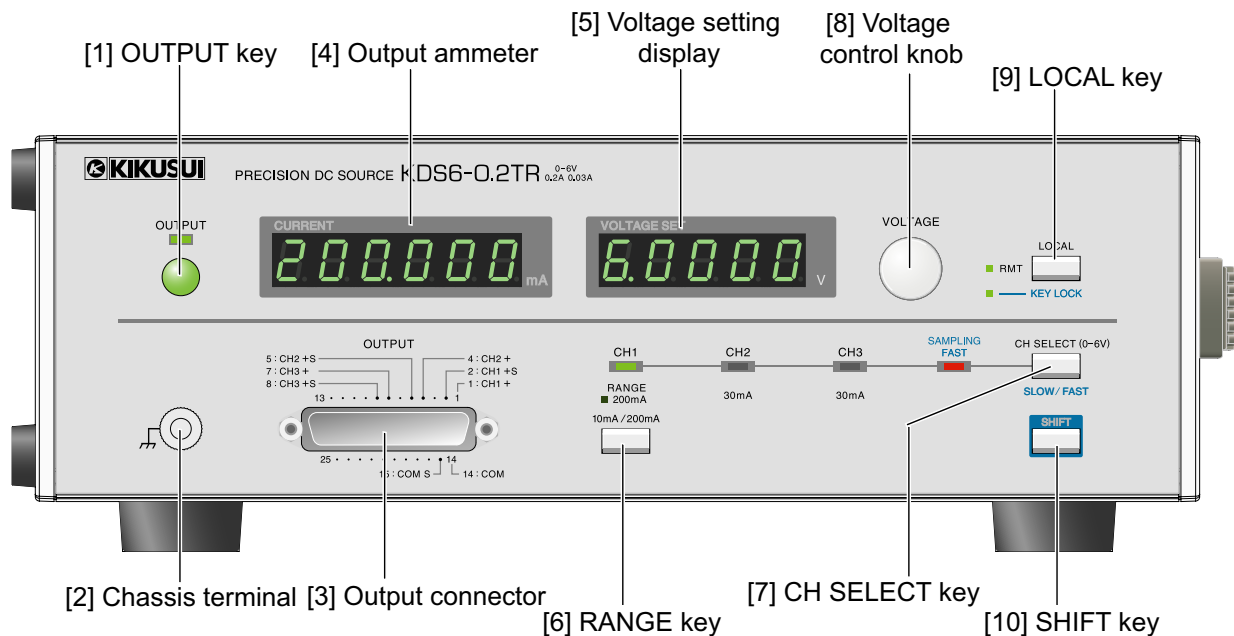 [1] OUTPUT key
[4] Output ammeter
[5] Voltage setting
display
[8] Voltage
control knob
[9] LOCAL key
KIKUSUI
PRECISION DC SOURCE KDS6-0.2TR 0-6V
0.2A 0.03A
OUTPUT
CURRENT
200.000 mA
VOLTAGE SET
6.0000 V
VOLTAGE
LOCAL
RMT
KEY LOCK
OUTPUT
5 : CH2 +S
7 : CH3 +
8 : CH3 +S
4 : CH2 +
2 : CH1 +S
1 : CH1 +
13
1
25
14
15 : COM S
14 : COM
CH1
CH2
CH3
SAMPLING
FAST
CH SELECT (0-6V)
SLOW / FAST
RANGE
200mA
10mA / 200mA
30mA
30mA
SHIFT
[2] Chassis terminal
[3] Output connector
[6] RANGE key
[7] CH SELECT key
[10] SHIFT key